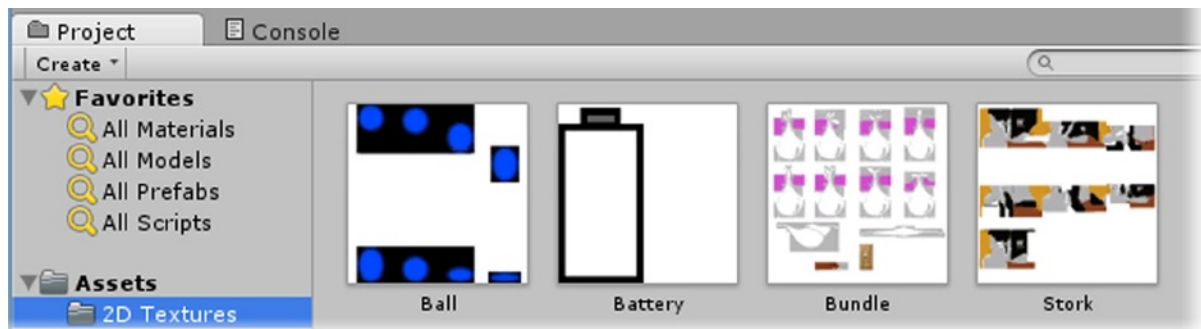 Project
Console
Create
Favorites
All Materials
All Models
All Prefabs
All Scripts
Assets
2D Textures
Ball
Battery
Bundle
Stork